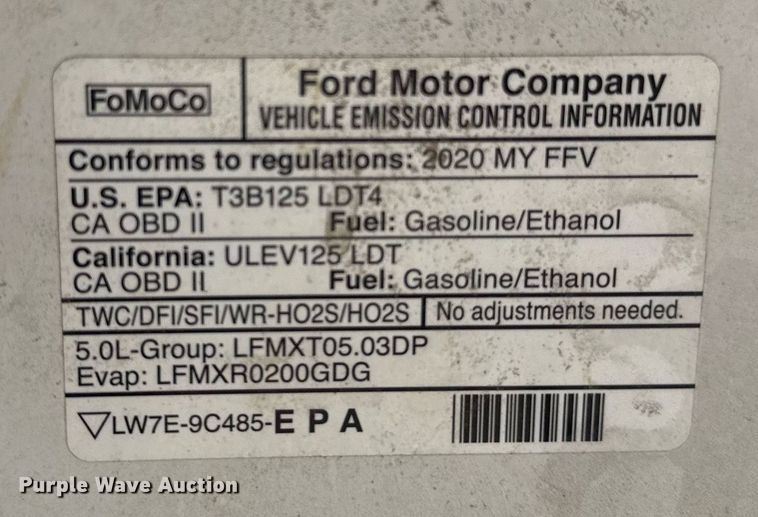 FoMoCo
Ford Motor Company
VEHICLE EMISSION CONTROL INFORMATION
Conforms to regulations: 2020 MY FFV
U.S. EPA: T3B125 LDT4
CA OBD II Fuel: Gasoline/Ethanol
California: ULEV125 LDT
CA OBD II Fuel: Gasoline/Ethanol
TWC/DFI/SFI/WR-HO2S/HO2S No adjustments needed.
5.0L-Group: LFMXT05.03DP
Evap: LFMXR0200GDG
▽LW7E-9C485-E P A
Purple Wave Auction